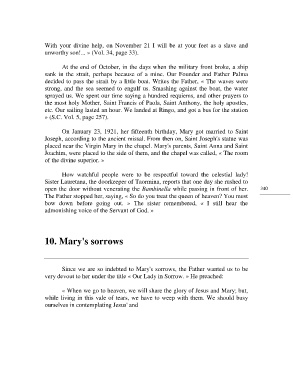 With your divine help, on November 21 I will be at your feet as a slave and
unworthy son!... » (Vol. 34, page 33).
At the end of October, in the days when the military front broke, a ship
sank in the strait, perhaps because of a mine. Our Founder and Father Palma
decided to pass the strait by a little boat. Writes the Father, « The waves were
strong, and the sea seemed to engulf us. Smashing against the boat, the water
sprayed us. We spent our time saying a hundred requiems, and other prayers to
the most holy Mother, Saint Francis of Paula, Saint Anthony, the holy apostles,
etc. Our sailing lasted an hour. We landed at Ringo, and got a bus for the station
» (S.C. Vol. 5, page 257).
On January 23, 1921, her fifteenth birthday, Mary got married to Saint
Joseph, according to the ancient missal. From then on, Saint Joseph's statue was
placed near the Virgin Mary in the chapel. Mary's parents, Saint Anna and Saint
Joachim, were placed to the side of them, and the chapel was called, « The room
of the divine superior. »
How watchful people were to be respectful toward the celestial lady!
Sister Lauretana, the doorkeeper of Taormina, reports that one day she rushed to
open the door without venerating the Bambinella while passing in front of her.
The Father stopped her, saying, « So do you treat the queen of heaven? You must
bow down before going out. » The sister remembered, « I still hear the
admonishing voice of the Servant of God. »
340
10. Mary's sorrows
Since we are so indebted to Mary's sorrows, the Father wanted us to be
very devout to her under the title « Our Lady in Sorrow. » He preached:
« When we go to heaven, we will share the glory of Jesus and Mary; but,
while living in this vale of tears, we have to weep with them. We should busy
ourselves in contemplating Jesus' and